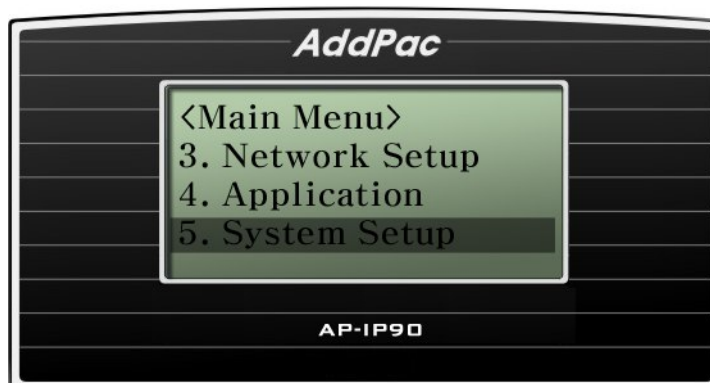 AddPac
<Main Menu>
3. Network Setup
4. Application
5. System Setup
AP-IP90